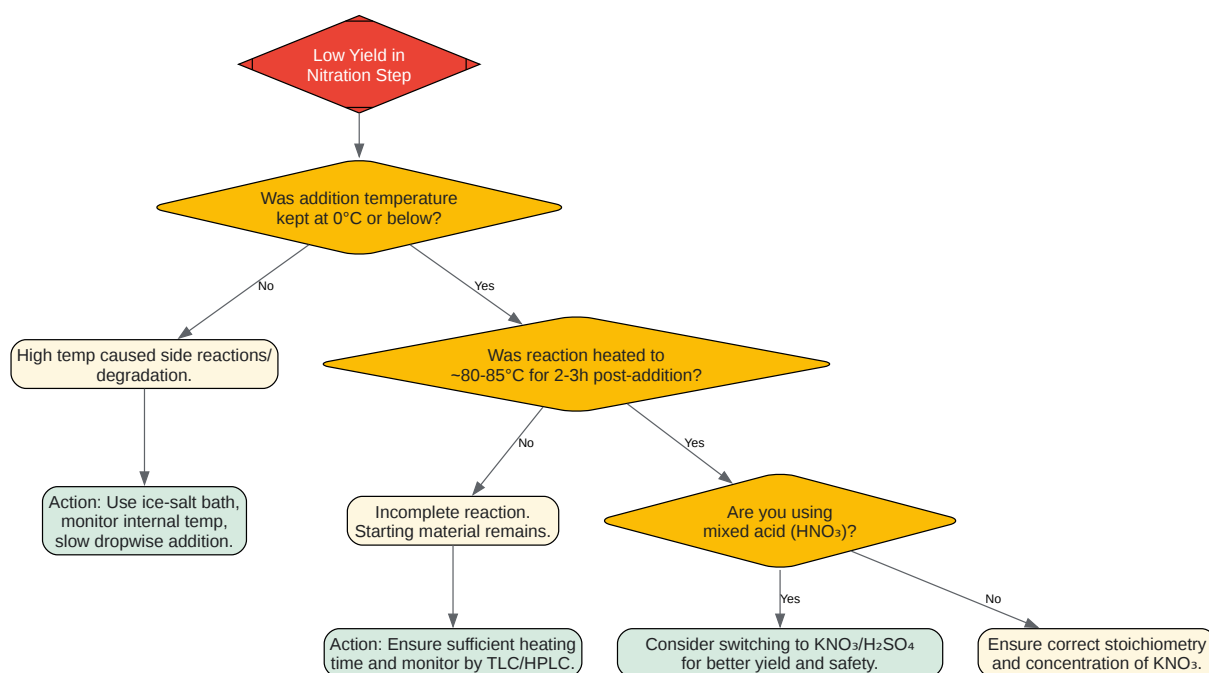 Low Yield in
Nitration Step
Was addition temperature
kept at 0°C or below?
No
Yes
High temp caused side reactions/
degradation.
Was reaction heated to
~80-85°C for 2-3h post-addition?
No
Yes
Action: Use ice-salt bath,
monitor internal temp,
slow dropwise addition.
Incomplete reaction.
Starting material remains.
Are you using
mixed acid (HNO₃)?
Yes
No
Action: Ensure sufficient heating
time and monitor by TLC/HPLC.
Consider switching to KNO₃/H₂SO₄
for better yield and safety.
Ensure correct stoichiometry
and concentration of KNO₃.